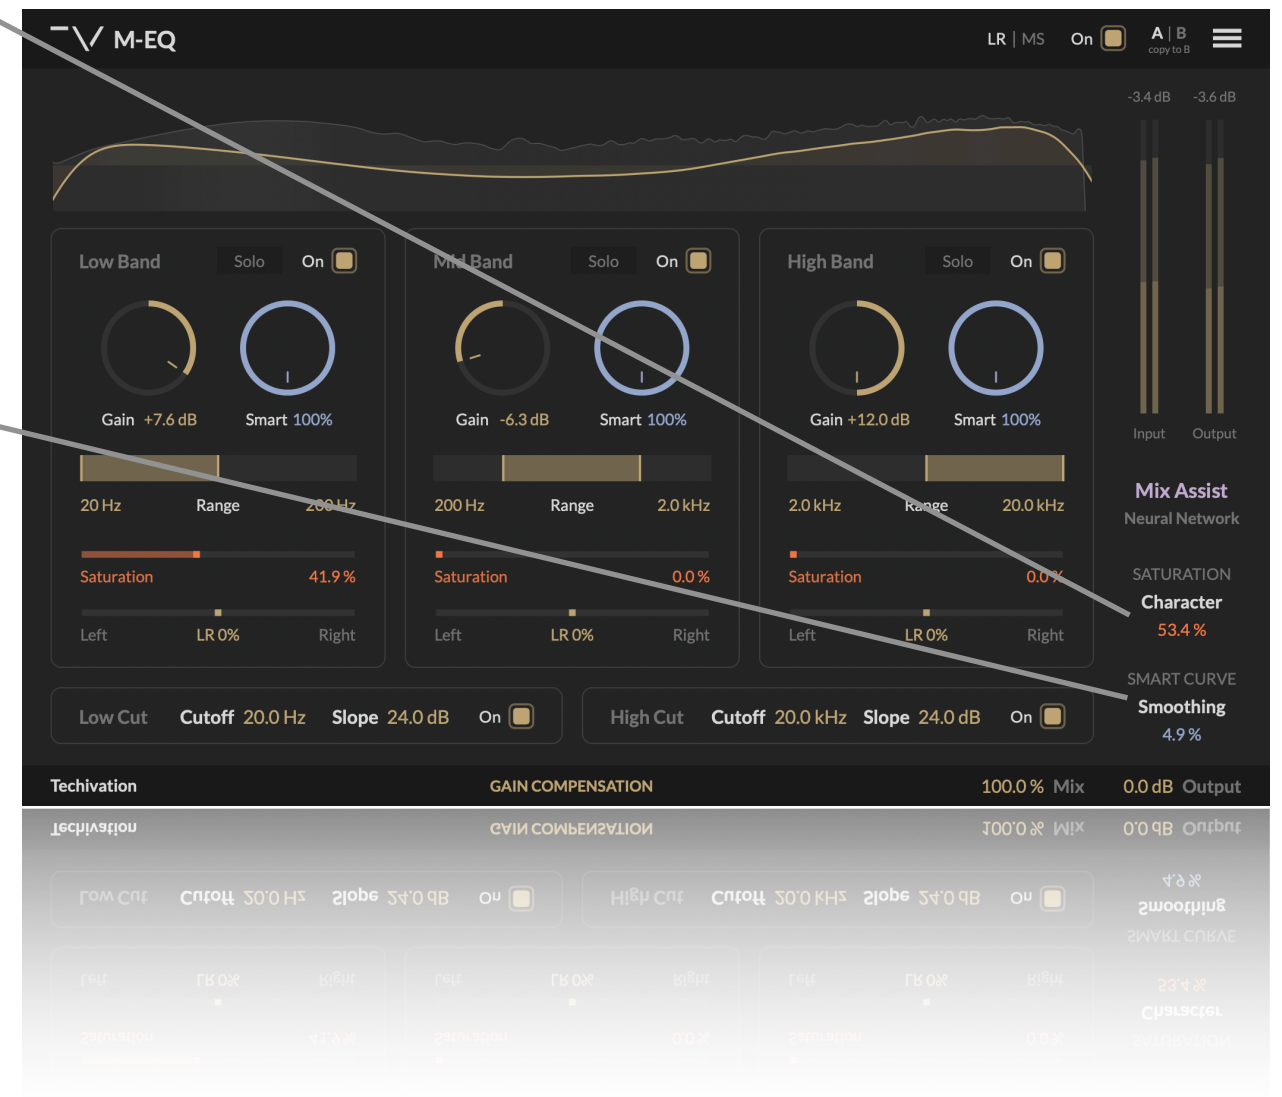 M-EQ
LR | MS On A | B
copy to B
-3.4 dB -3.6 dB
Low Band Solo On
Mid Band Solo On
High Band Solo On
Gain +7.6 dB Smart 100%
Gain -6.3 dB Smart 100%
Gain +12.0 dB Smart 100%
Input Output
20 Hz Range 200 Hz
200 Hz Range 2.0 kHz
2.0 kHz Range 20.0 kHz
Mix Assist
Neural Network
Saturation 41.9 %
Saturation 0.0 %
Saturation 0.0 %
SATURATION
Character
53.4 %
Left LR 0% Right
Left LR 0% Right
Left LR 0% Right
SMART CURVE
Smoothing
4.9 %
Low Cut Cutoff 20.0 Hz Slope 24.0 dB On
High Cut Cutoff 20.0 kHz Slope 24.0 dB On
Techivation GAIN COMPENSATION 100.0 % Mix 0.0 dB Output